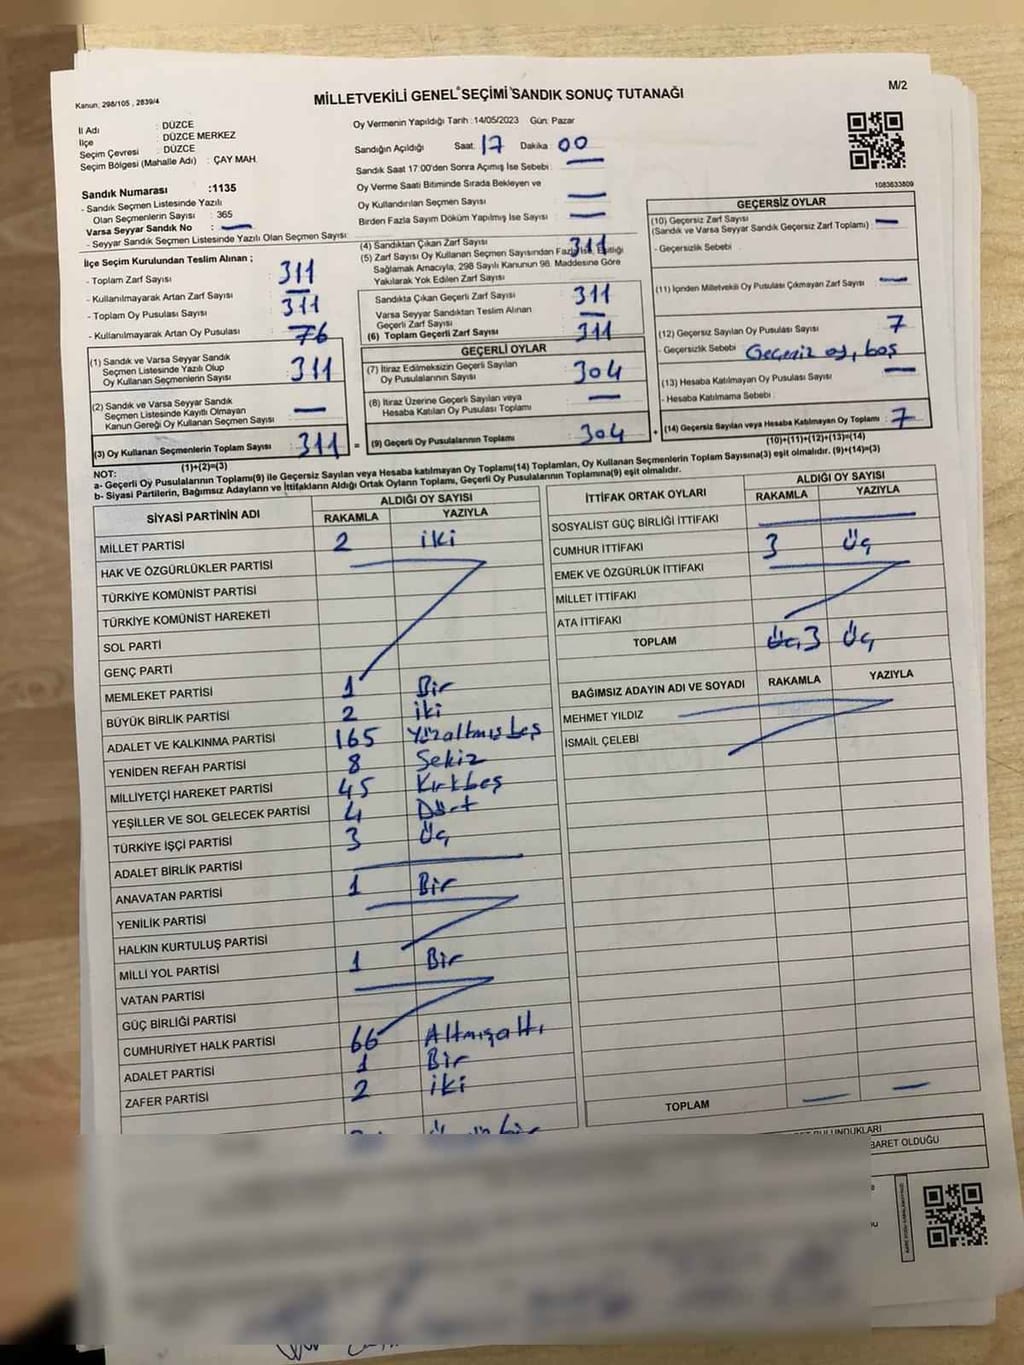 Kanun; 298/105 , 2839/4
MİLLETVEKİLİ GENEL SEÇİMİ SANDIK SONUÇ TUTANAĞI
M/2
İl Adı : DÜZCE
İlçe : DÜZCE MERKEZ
Seçim Çevresi : DÜZCE
Seçim Bölgesi (Mahalle Adı) : ÇAY MAH.
Sandık Numarası :1135
- Sandık Seçmen Listesinde Yazılı
Olan Seçmenlerin Sayısı : 365
Varsa Seyyar Sandık No : —
- Seyyar Sandık Seçmen Listesinde Yazılı Olan Seçmen Sayısı:
İlçe Seçim Kurulundan Teslim Alınan ;
- Toplam Zarf Sayısı 311
- Kullanılmayarak Artan Zarf Sayısı —
- Toplam Oy Pusulası Sayısı 311
- Kullanılmayarak Artan Oy Pusulası 76
(1) Sandık ve Varsa Seyyar Sandık
Seçmen Listesinde Yazılı Olup
Oy Kullanan Seçmenlerin Sayısı 311
(2) Sandık ve Varsa Seyyar Sandık
Seçmen Listesinde Kayıtlı Olmayan
Kanun Gereği Oy Kullanan Seçmen Sayısı —
(3) Oy Kullanan Seçmenlerin Toplam Sayısı 311 =
(1)+(2)=(3)
Oy Vermenin Yapıldığı Tarih :14/05/2023 Gün: Pazar
Sandığın Açıldığı Saat: 17 Dakika 00
Sandık Saat 17:00'den Sonra Açımış İse Sebebi : —
Oy Verme Saati Bitiminde Sırada Bekleyen ve
Oy Kullandırılan Seçmen Sayısı —
Birden Fazla Sayım Döküm Yapılmış İse Sayısı —
(4) Sandıktan Çıkan Zarf Sayısı 311
(5) Zarf Sayısı Oy Kullanan Seçmen Sayısından Fazla İse, Eşitliği
Sağlamak Amacıyla, 298 Sayılı Kanunun 98. Maddesine Göre
Yakılarak Yok Edilen Zarf Sayısı
Sandıkta Çıkan Geçerli Zarf Sayısı 311
Varsa Seyyar Sandıktan Teslim Alınan
Geçerli Zarf Sayısı —
(6) Toplam Geçerli Zarf Sayısı 311
GEÇERLİ OYLAR
(7) İtiraz Edilmeksizin Geçerli Sayılan
Oy Pusulalarının Sayısı 304
(8) İtiraz Üzerine Geçerli Sayılan veya
Hesaba Katılan Oy Pusulası Toplamı —
(9) Geçerli Oy Pusulalarının Toplamı 304 +
1083633809
GEÇERSİZ OYLAR
(10) Geçersiz Zarf Sayısı
(Sandık ve Varsa Seyyar Sandık Geçersiz Zarf Toplamı) : —
- Geçersizlik Sebebi
(11) İçinden Milletvekili Oy Pusulası Çıkmayan Zarf Sayısı —
(12) Geçersiz Sayılan Oy Pusulası Sayısı 7
- Geçersizlik Sebebi Geçersiz oy, boş
(13) Hesaba Katılmayan Oy Pusulası Sayısı —
- Hesaba Katılmama Sebebi :
(14) Geçersiz Sayılan veya Hesaba Katılmayan Oy Toplamı : 7
(10)+(11)+(12)+(13)=(14)
NOT:
a- Geçerli Oy Pusulalarının Toplamı(9) ile Geçersiz Sayılan veya Hesaba katılmayan Oy Toplamı(14) Toplamları, Oy Kullanan Seçmenlerin Toplam Sayısına(3) eşit olmalıdır. (9)+(14)=(3)
b- Siyasi Partilerin, Bağımsız Adayların ve İttifakların Aldığı Ortak Oyların Toplamı, Geçerli Oy Pusulalarının Toplamına(9) eşit olmalıdır.
SİYASİ PARTİNİN ADI ALDIĞI OY SAYISI
RAKAMLA YAZIYLA
MİLLET PARTİSİ 2 iki
HAK VE ÖZGÜRLÜKLER PARTİSİ
TÜRKİYE KOMÜNİST PARTİSİ
TÜRKİYE KOMÜNİST HAREKETİ
SOL PARTİ
GENÇ PARTİ
MEMLEKET PARTİSİ 1 Bir
BÜYÜK BİRLİK PARTİSİ 2 iki
ADALET VE KALKINMA PARTİSİ 165 Yüzaltmışbeş
YENİDEN REFAH PARTİSİ 8 Sekiz
MİLLİYETÇİ HAREKET PARTİSİ 45 Kırkbeş
YEŞİLLER VE SOL GELECEK PARTİSİ 4 Dört
TÜRKİYE İŞÇİ PARTİSİ 3 Üç
ADALET BİRLİK PARTİSİ
ANAVATAN PARTİSİ 1 Bir
YENİLİK PARTİSİ
HALKIN KURTULUŞ PARTİSİ
MİLLİ YOL PARTİSİ 1 Bir
VATAN PARTİSİ
GÜÇ BİRLİĞİ PARTİSİ
CUMHURİYET HALK PARTİSİ 66 Altmışaltı
ADALET PARTİSİ 1 Bir
ZAFER PARTİSİ 2 iki
İTTİFAK ORTAK OYLARI ALDIĞI OY SAYISI
RAKAMLA YAZIYLA
SOSYALİST GÜÇ BİRLİĞİ İTTİFAKI
CUMHUR İTTİFAKI 3 Üç
EMEK VE ÖZGÜRLÜK İTTİFAKI
MİLLET İTTİFAKI
ATA İTTİFAKI
TOPLAM Üç 3 Üç
BAĞIMSIZ ADAYIN ADI VE SOYADI RAKAMLA YAZIYLA
MEHMET YILDIZ
İSMAİL ÇELEBİ
TOPLAM — —
BULUNDUKLARI
BARET OLDUĞU